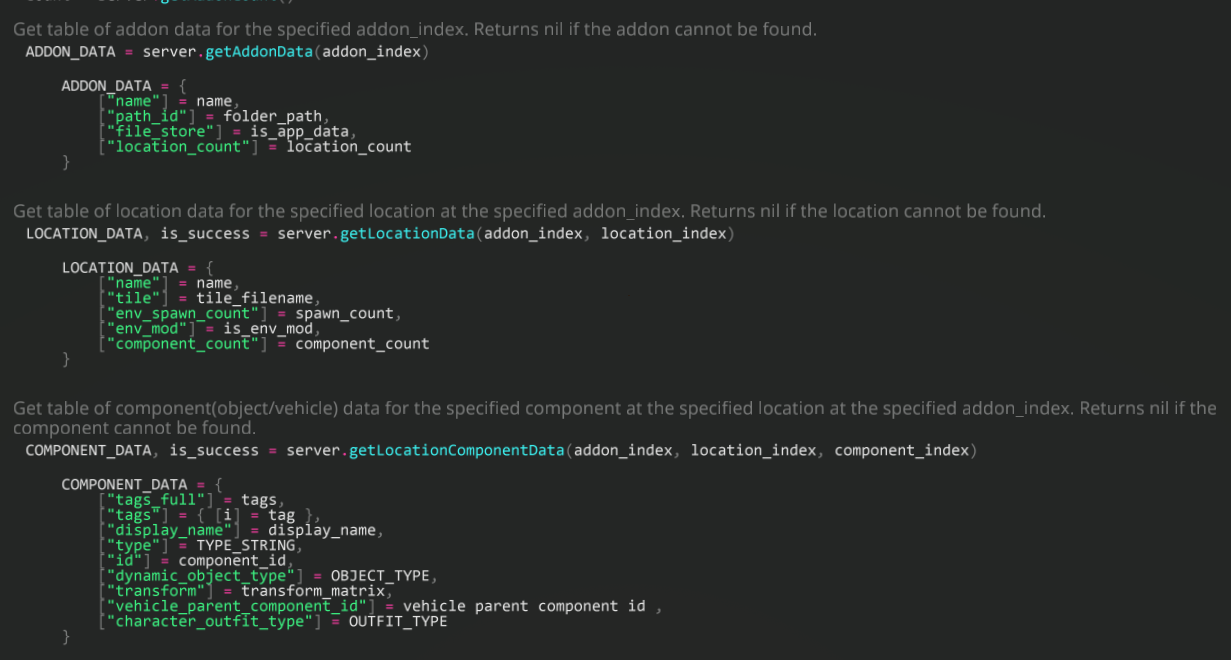 Get table of addon data for the specified addon_index. Returns nil if the addon cannot be found.
ADDON_DATA = server.getAddonData(addon_index)
ADDON_DATA = {
["name"] = name,
["path_id"] = folder_path,
["file_store"] = is_app_data,
["location_count"] = location_count
}
Get table of location data for the specified location at the specified addon_index. Returns nil if the location cannot be found.
LOCATION_DATA, is_success = server.getLocationData(addon_index, location_index)
LOCATION_DATA = {
["name"] = name,
["tile"] = tile_filename,
["env_spawn_count"] = spawn_count,
["env_mod"] = is_env_mod,
["component_count"] = component_count
}
Get table of component(object/vehicle) data for the specified component at the specified location at the specified addon_index. Returns nil if the
component cannot be found.
COMPONENT_DATA, is_success = server.getLocationComponentData(addon_index, location_index, component_index)
COMPONENT_DATA = {
["tags_full"] = tags,
["tags"] = { [i] = tag },
["display_name"] = display_name,
["type"] = TYPE_STRING,
["id"] = component_id,
["dynamic_object_type"] = OBJECT_TYPE,
["transform"] = transform_matrix,
["vehicle_parent_component_id"] = vehicle parent component id ,
["character_outfit_type"] = OUTFIT_TYPE
}